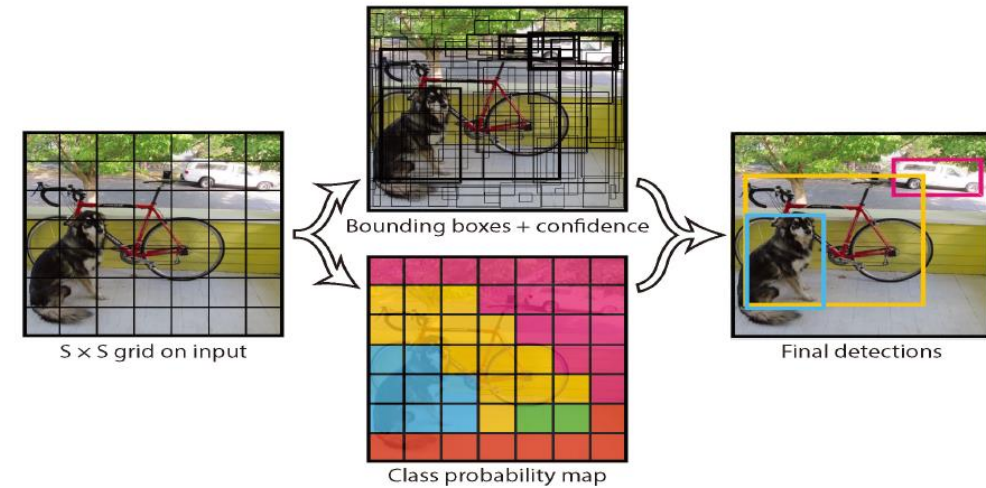 Bounding boxes + confidence
S × S grid on input
Final detections
Class probability map